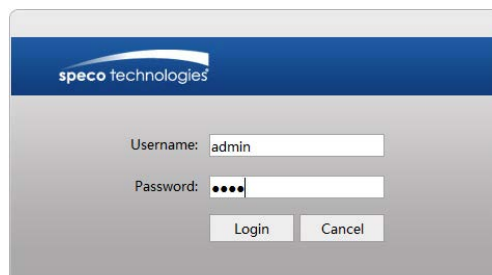 speco technologies®
Username: admin
Password: ••••
Login Cancel